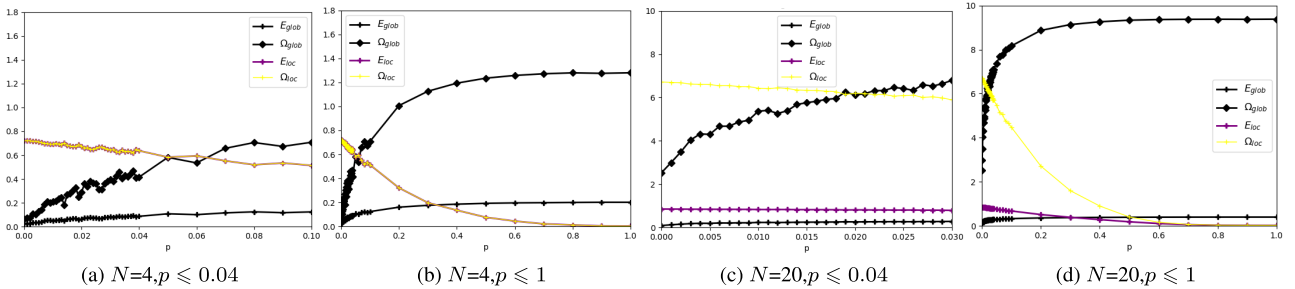 1.8
1.6
1.4
1.2
1.0
0.8
0.6
0.4
0.2
0.0
0.00 0.02 0.04 0.06 0.08 0.10
p
E_glob
Ω_glob
E_loc
Ω_loc
(a) N=4,p ⩽ 0.04
1.8
1.6
1.4
1.2
1.0
0.8
0.6
0.4
0.2
0.0
0.0 0.2 0.4 0.6 0.8 1.0
p
E_glob
Ω_glob
E_loc
Ω_loc
(b) N=4,p ⩽ 1
10
8
6
4
2
0
0.000 0.005 0.010 0.015 0.020 0.025 0.030
p
E_glob
Ω_glob
E_loc
Ω_loc
(c) N=20,p ⩽ 0.04
10
8
6
4
2
0
0.0 0.2 0.4 0.6 0.8 1.0
p
E_glob
Ω_glob
E_loc
Ω_loc
(d) N=20,p ⩽ 1